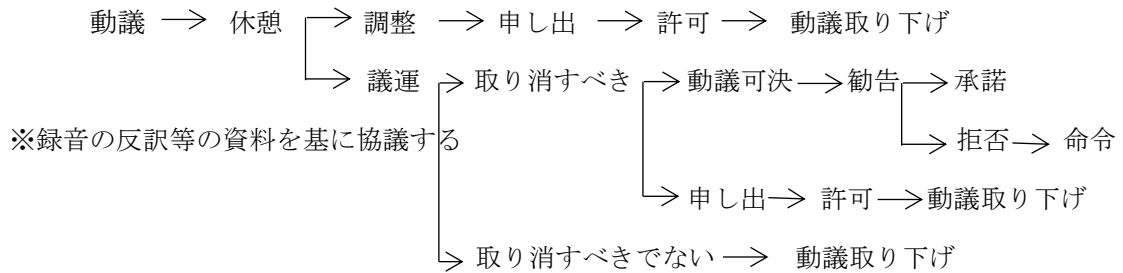 動議 → 休憩 → 調整 → 申し出 → 許可 → 動議取り下げ
→ 議運 → 取り消すべき → 動議可決 → 勧告 → 承諾
※録音の反訳等の資料を基に協議する → 拒否 → 命令
→ 申し出 → 許可 → 動議取り下げ
→ 取り消すべきでない → 動議取り下げ